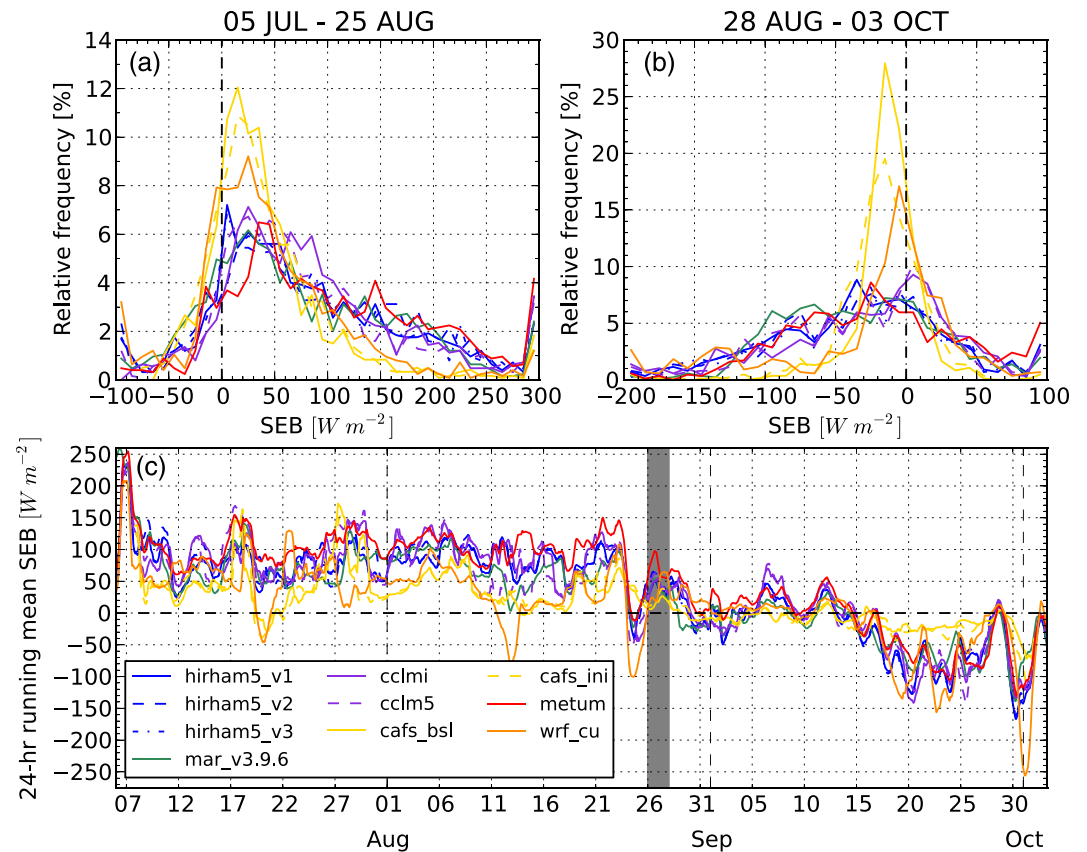 05 JUL - 25 AUG
28 AUG - 03 OCT
(a)
(b)
Relative frequency [%]
14
12
10
8
6
4
2
0
−100 −50 0 50 100 150 200 250 300
SEB [W m−2]
Relative frequency [%]
30
25
20
15
10
5
0
−200 −150 −100 −50 0 50 100
SEB [W m−2]
(c)
24-hr running mean SEB [W m−2]
250
200
150
100
50
0
−50
−100
−150
−200
−250
hirham5_v1
hirham5_v2
hirham5_v3
mar_v3.9.6
cclmi
cclm5
cafs_bsl
cafs_ini
metum
wrf_cu
07 12 17 22 27 01 06 11 16 21 26 31 05 10 15 20 25 30
Aug Sep Oct